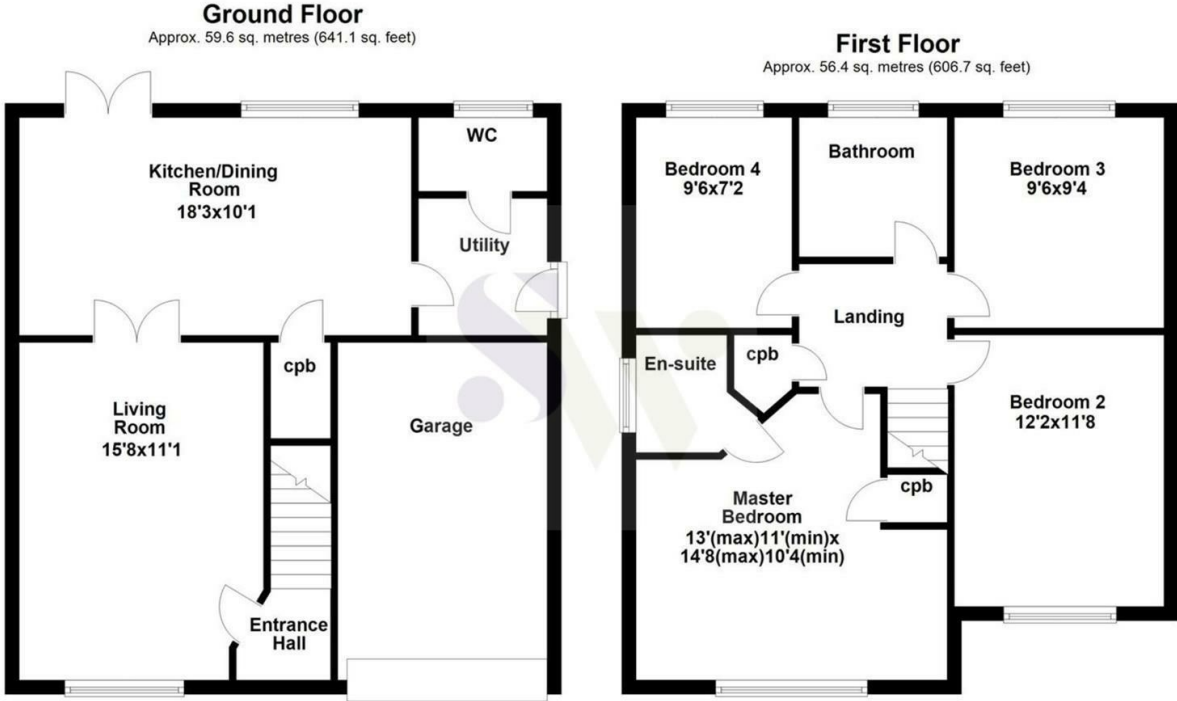 Ground Floor
Approx. 59.6 sq. metres (641.1 sq. feet)
WC
Kitchen/Dining
Room
18'3x10'1
Utility
cpb
Living
Room
15'8x11'1
Garage
Entrance
Hall
First Floor
Approx. 56.4 sq. metres (606.7 sq. feet)
Bedroom 4
9'6x7'2
Bathroom
Bedroom 3
9'6x9'4
Landing
En-suite
cpb
Bedroom 2
12'2x11'8
cpb
Master
Bedroom
13'(max)11'(min)x
14'8(max)10'4(min)
SW